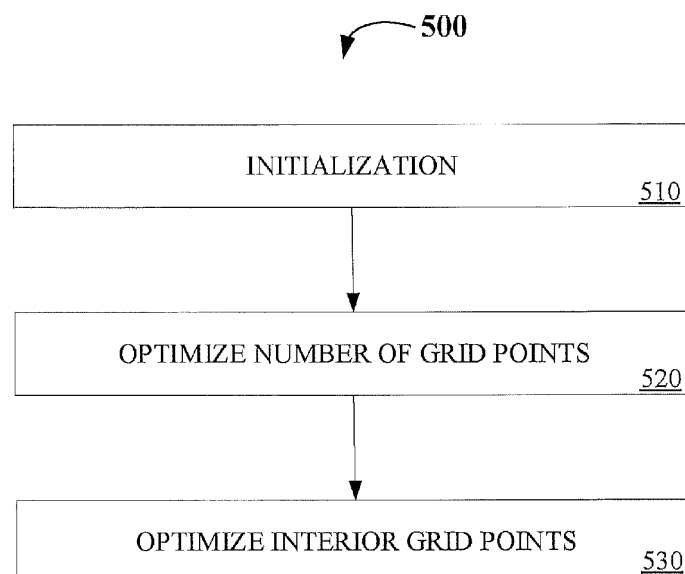 500
INITIALIZATION
510
OPTIMIZE NUMBER OF GRID POINTS
520
OPTIMIZE INTERIOR GRID POINTS
530